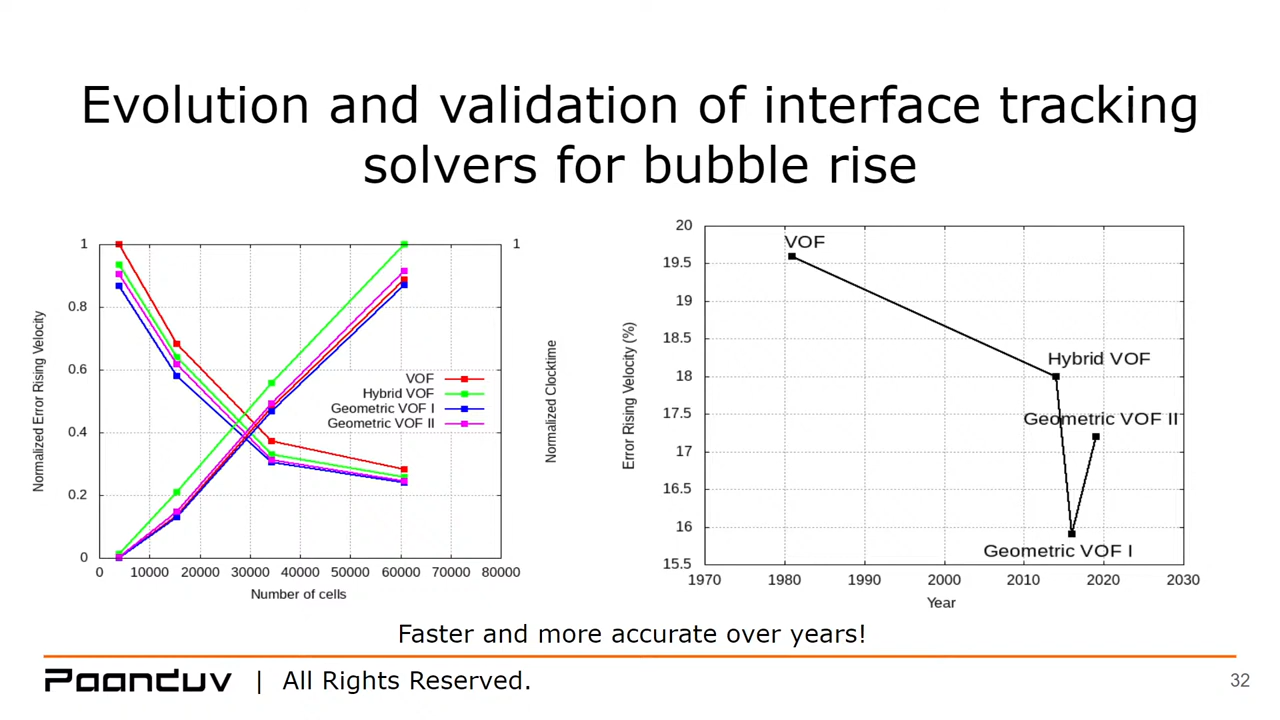 Evolution and validation of interface tracking
solvers for bubble rise
Normalized Error Rising Velocity
1
0.8
0.6
0.4
0.2
0
0 10000 20000 30000 40000 50000 60000 70000 80000
Number of cells
VOF
Hybrid VOF
Geometric VOF I
Geometric VOF II
1
Normalized Clocktime
Error Rising Velocity (%)
20
19.5
19
18.5
18
17.5
17
16.5
16
15.5
1970 1980 1990 2000 2010 2020 2030
Year
VOF
Hybrid VOF
Geometric VOF II
Geometric VOF I
Faster and more accurate over years!
Paanduv | All Rights Reserved.
32